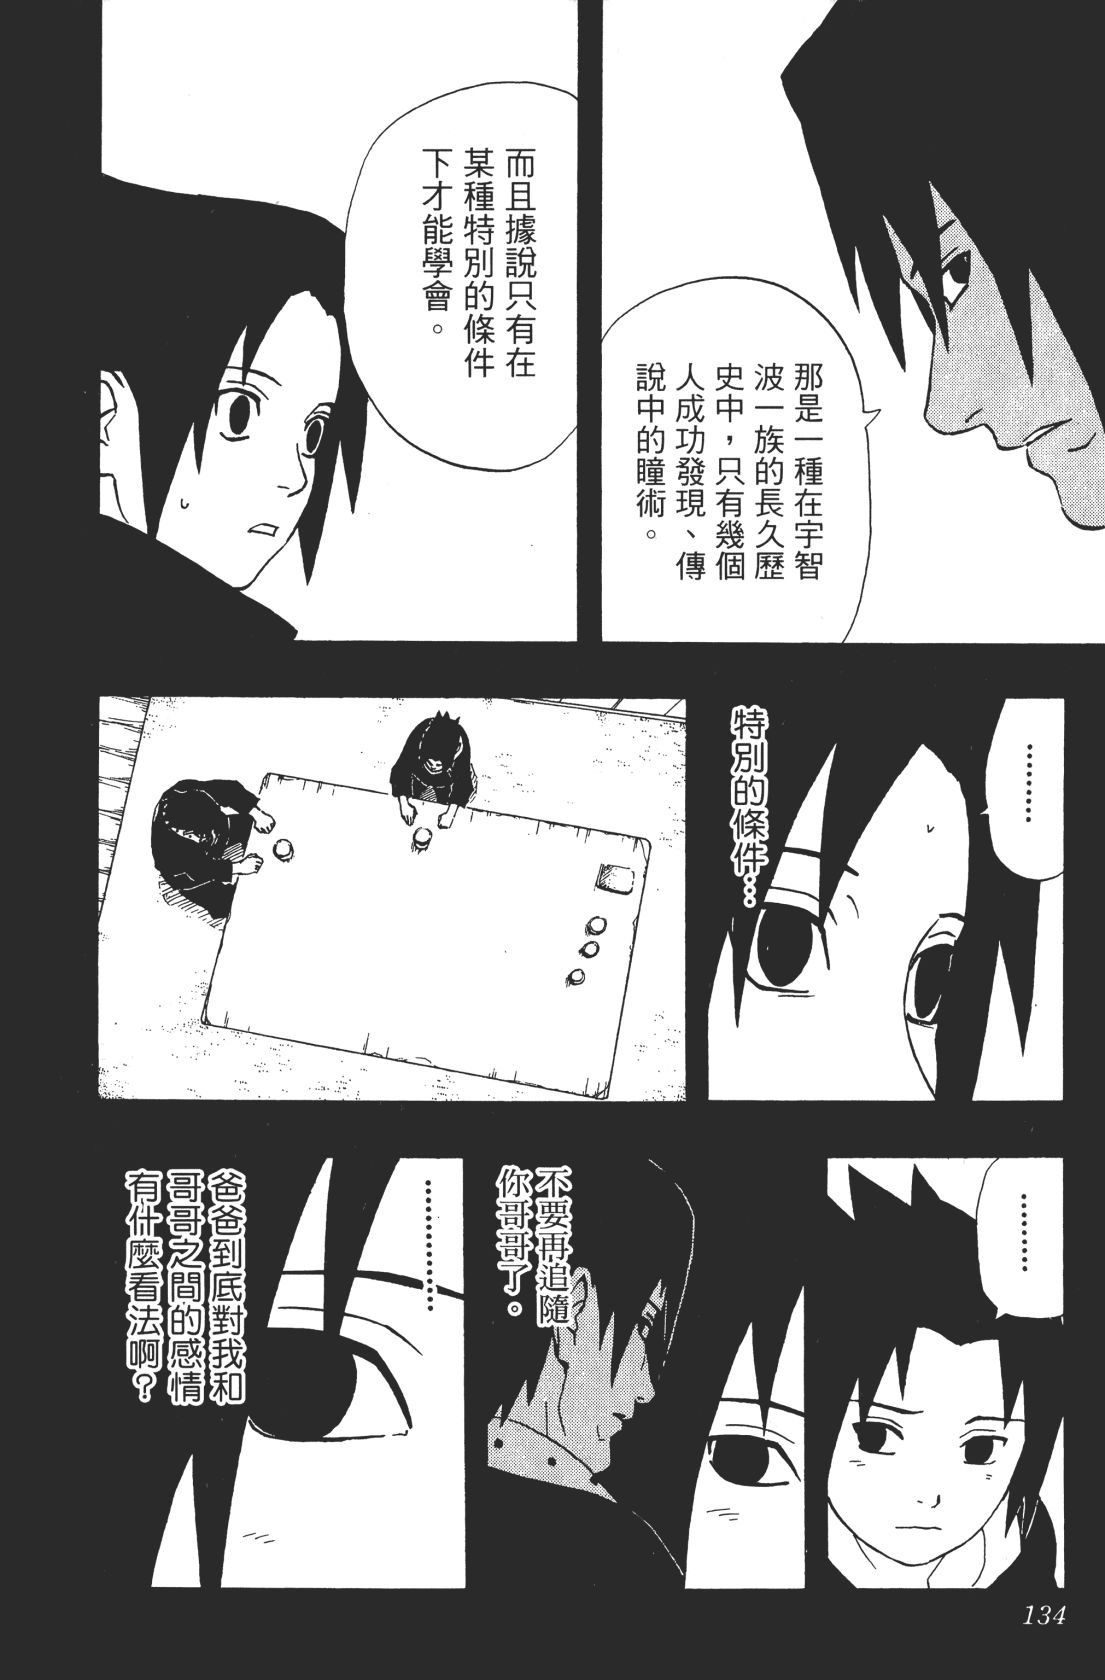 那是一種在宇智
波一族的長久歷
史中，只有幾個
人成功發現、傳
說中的瞳術。
而且據說只有在
某種特別的條件
下才能學會。
………
特別的條件…
………
不要再追隨
你哥哥了。
………
爸爸到底對我和
哥哥之間的感情
有什麼看法啊？
134